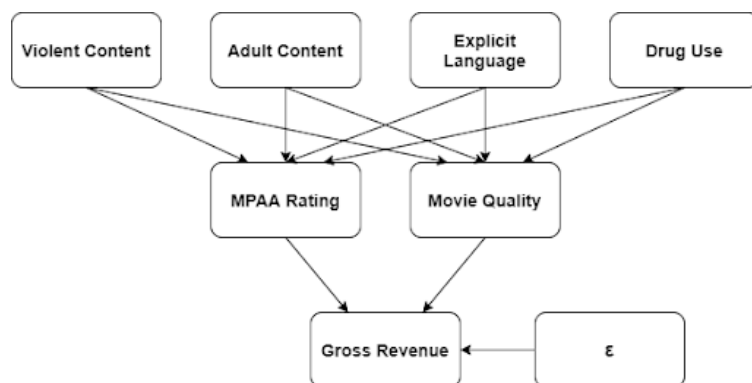 Violent Content
Adult Content
Explicit
Language
Drug Use
MPAA Rating
Movie Quality
Gross Revenue
ε